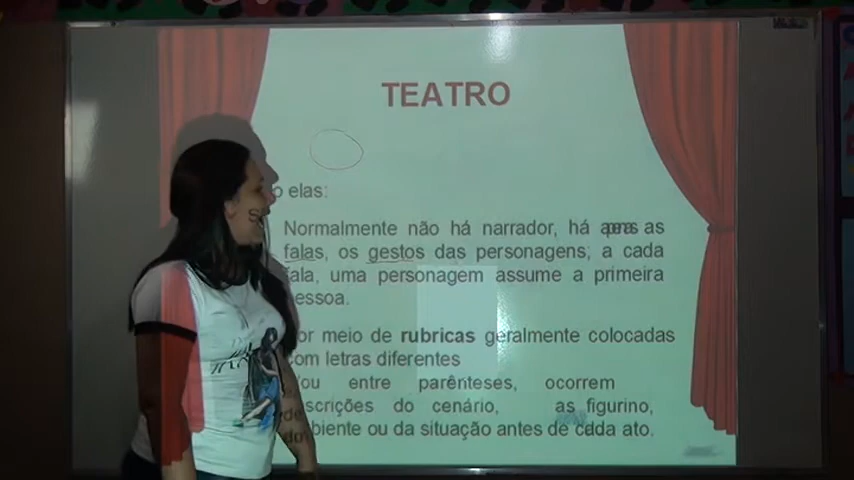 TEATRO
o elas:
Normalmente não há narrador, há apenas as
falas, os gestos das personagens; a cada
fala, uma personagem assume a primeira
essoa.
or meio de rubricas geralmente colocadas
com letras diferentes
/ou entre parênteses, ocorrem
scrições do cenário, as figurino,
biente ou da situação antes de cada ato.